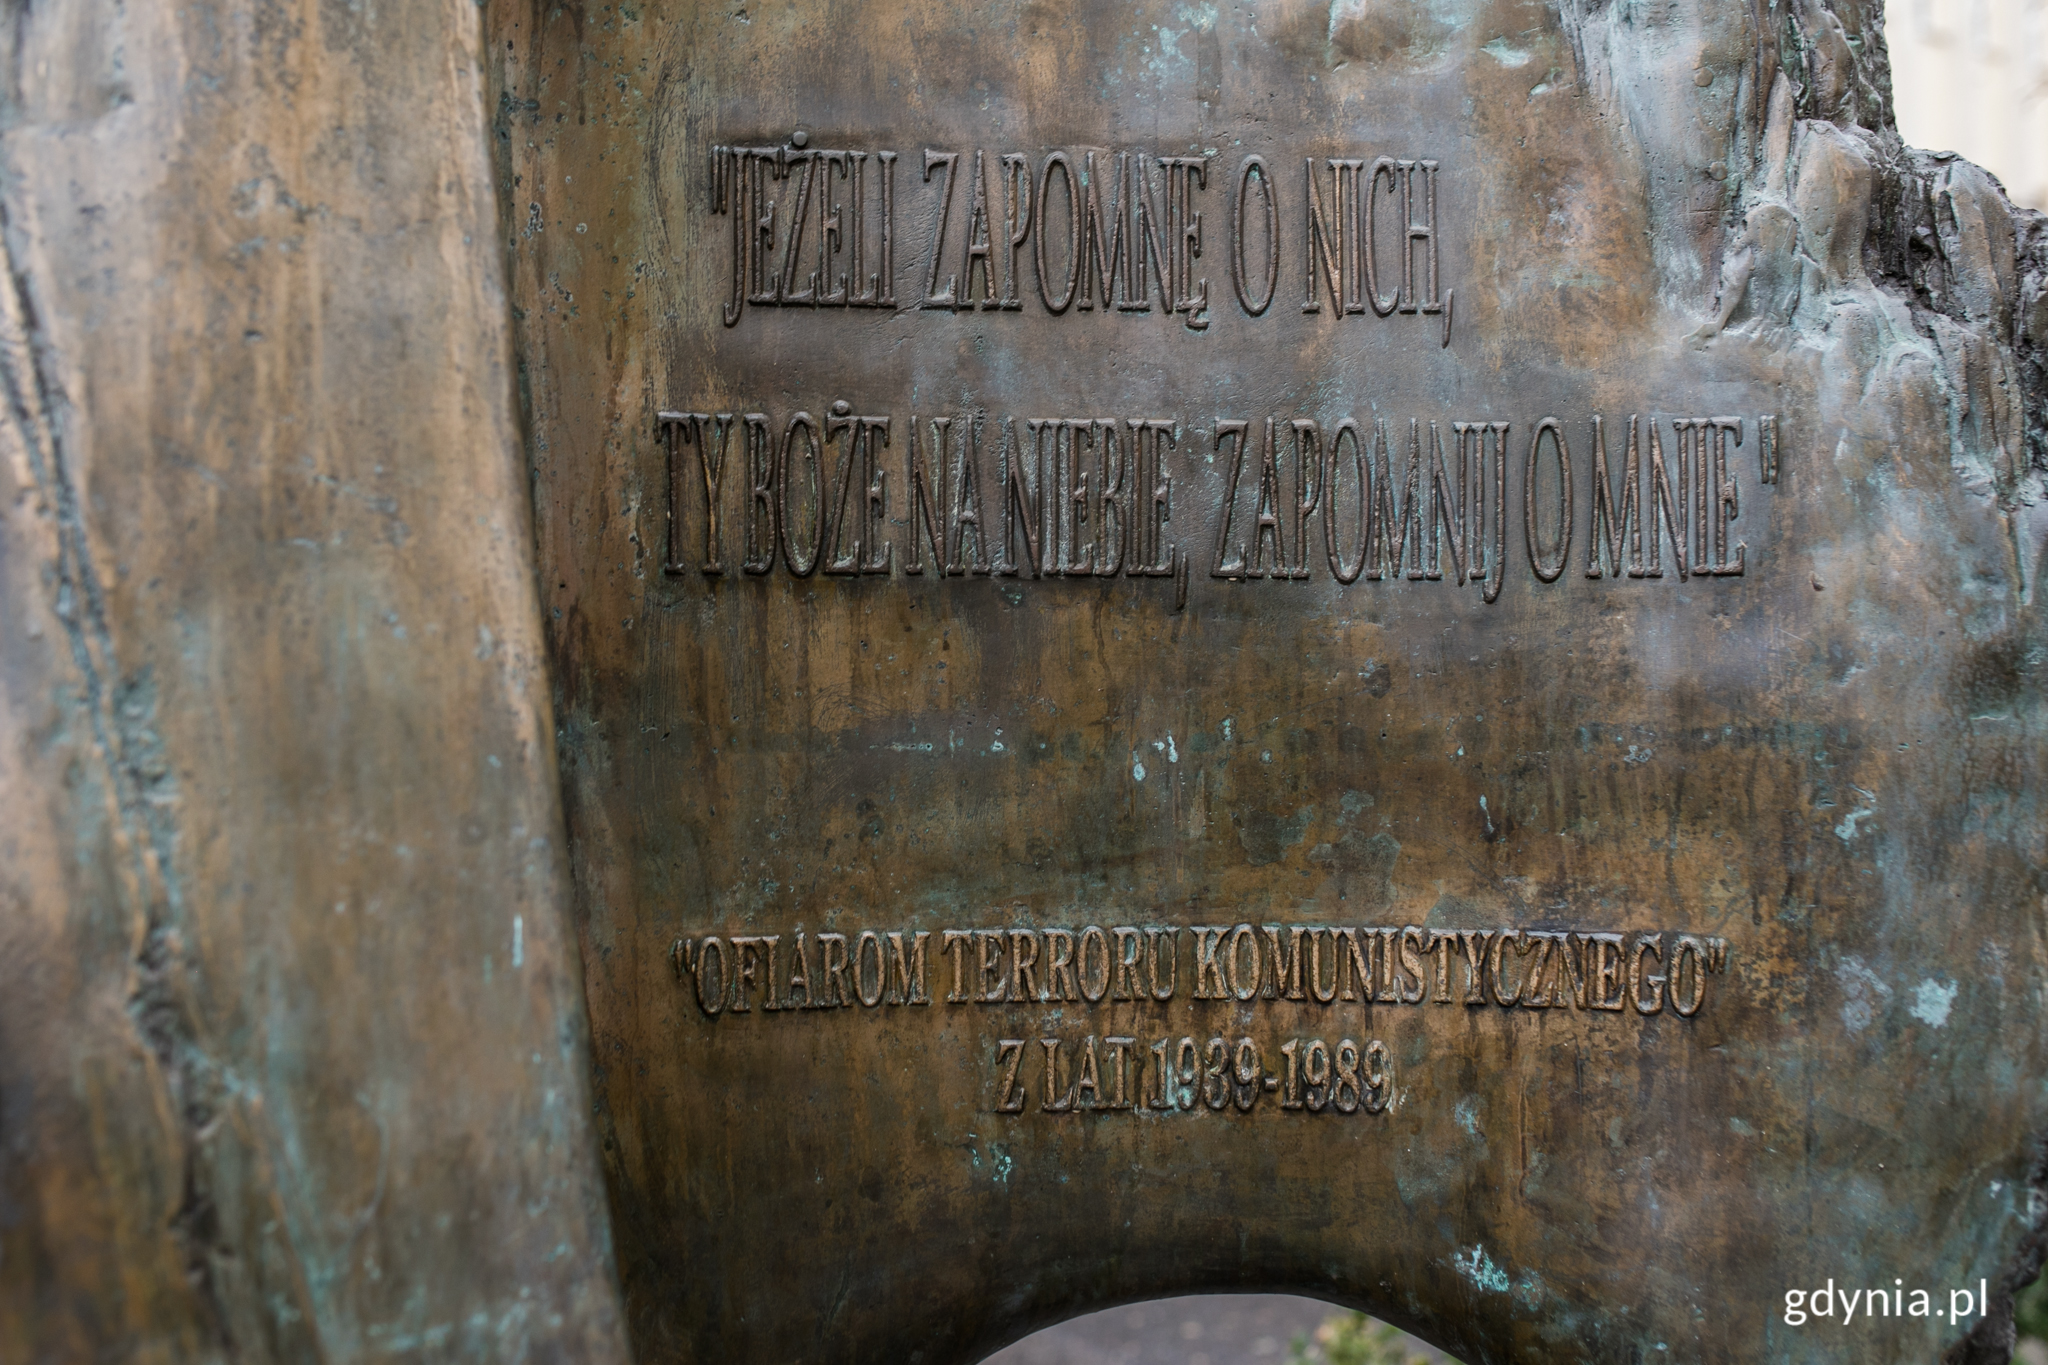 "JEŻELI ZAPOMNĘ O NICH,
TY BOŻE NA NIEBIE, ZAPOMNIJ O MNIE"
"OFIAROM TERRORU KOMUNISTYCZNEGO"
Z LAT 1939-1989
gdynia.pl